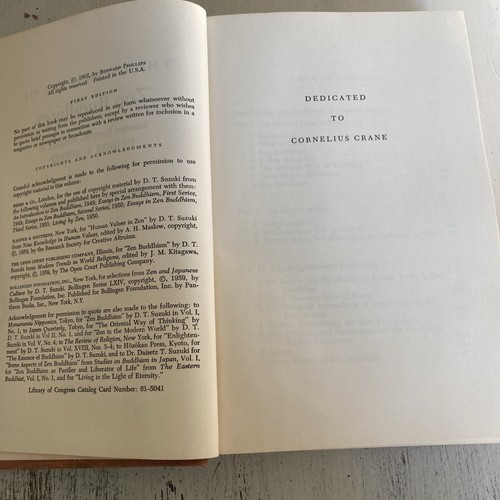 Copyright, ©, 1962, by Bernard Phillips
All rights reserved. Printed in the U.S.A.
FIRST EDITION
No part of this book may be reproduced in any form whatsoever without
permission in writing from the publisher, except by a reviewer who wishes
to quote brief passages in connection with a review written for inclusion in a
magazine or newspaper or broadcast.
COPYRIGHTS AND ACKNOWLEDGMENTS
Grateful acknowledgment is made to the following for permission to use
copyright material in this volume:
RIDER & CO., London, for the use of copyright material by D. T. Suzuki from
the following volumes and published here by special arrangement with them:
An Introduction to Zen Buddhism, 1949, Essays in Zen Buddhism, First Series,
1949, Essays in Zen Buddhism, Second Series, 1950; Essays in Zen Buddhism,
Third Series, 1953, Living by Zen, 1950.
HARPER & BROTHERS, New York, for "Human Values in Zen" by D. T. Suzuki
from New Knowledge in Human Values, edited by A. H. Maslow, copyright,
©, 1959, by the Research Society for Creative Altruism.
THE OPEN COURT PUBLISHING COMPANY, Illinois, for "Zen Buddhism" by D. T.
Suzuki from Modern Trends in World Religions, edited by J. M. Kitagawa,
copyright, ©, 1959, by The Open Court Publishing Company.
BOLLINGEN FOUNDATION, INC., New York, for selections from Zen and Japanese
Culture by D. T. Suzuki. Bollingen Series LXIV, copyright, ©, 1959, by
Bollingen Foundation, Inc. Published for Bollingen Foundation, Inc. by Pan-
theon Books, Inc., New York, N.Y.
Acknowledgments for permission to quote are also made to the following: to
Monumenta Nipponica, Tokyo, for "Zen Buddhism" by D. T. Suzuki in Vol. I,
No. 1; to Japan Quarterly, Tokyo, for "The Oriental Way of Thinking" by D. T.
Suzuki in Vol II No. 1, and for "Zen in the Modern World" by D. T.
Suzuki in Vol. V, No. 4; to The Review of Religion, New York, for "Enlighten-
ment" by D. T. Suzuki in Vol. XVIII, Nos. 3-4; to Hōzōkan Press, Kyoto, for
"The Essence of Buddhism" by D. T. Suzuki, and to Dr. Daisetz T. Suzuki for
"Some Aspects of Zen Buddhism" from Studies on Buddhism in Japan, Vol. I,
for "Zen Buddhism as Purifier and Liberator of Life" from The Eastern
Buddhist, Vol. I, No. 1, and for "Living in the Light of Eternity."
Library of Congress Catalog Card Number: 61-5041
DEDICATED
TO
CORNELIUS CRANE